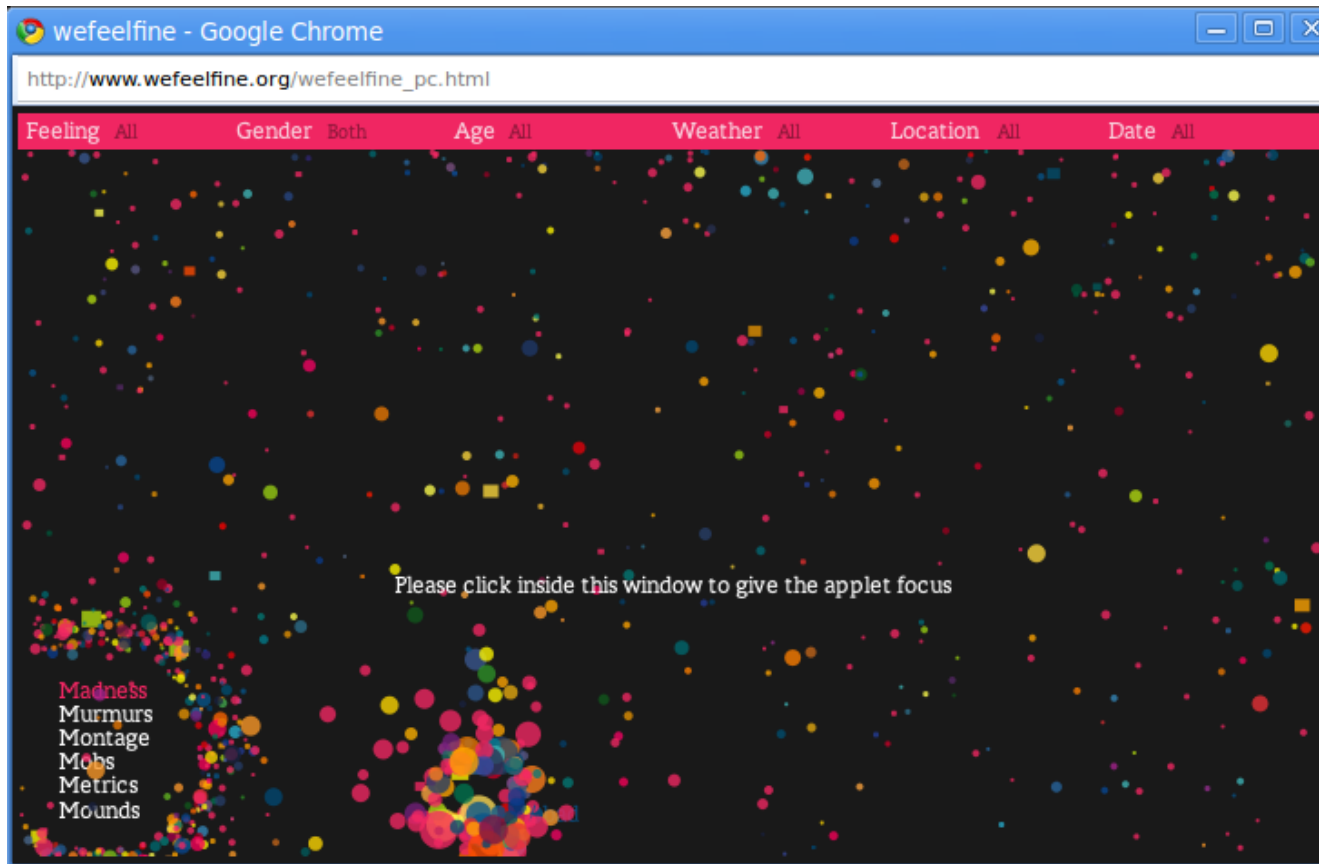 wefeelfine - Google Chrome
http://www.wefeelfine.org/wefeelfine_pc.html
Feeling All Gender Both Age All Weather All Location All Date All
Please click inside this window to give the applet focus
Madness
Murmurs
Montage
Mobs
Metrics
Mounds